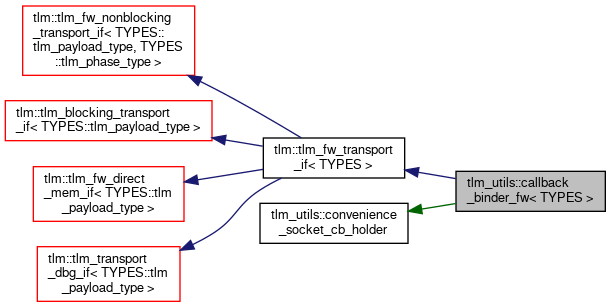 tlm::tlm_fw_nonblocking
_transport_if< TYPES::
tlm_payload_type, TYPES
::tlm_phase_type >
tlm::tlm_blocking_transport
_if< TYPES::tlm_payload_type >
tlm::tlm_fw_direct
_mem_if< TYPES::tlm
_payload_type >
tlm::tlm_transport
_dbg_if< TYPES::tlm
_payload_type >
tlm::tlm_fw_transport
_if< TYPES >
tlm_utils::convenience
_socket_cb_holder
tlm_utils::callback
_binder_fw< TYPES >